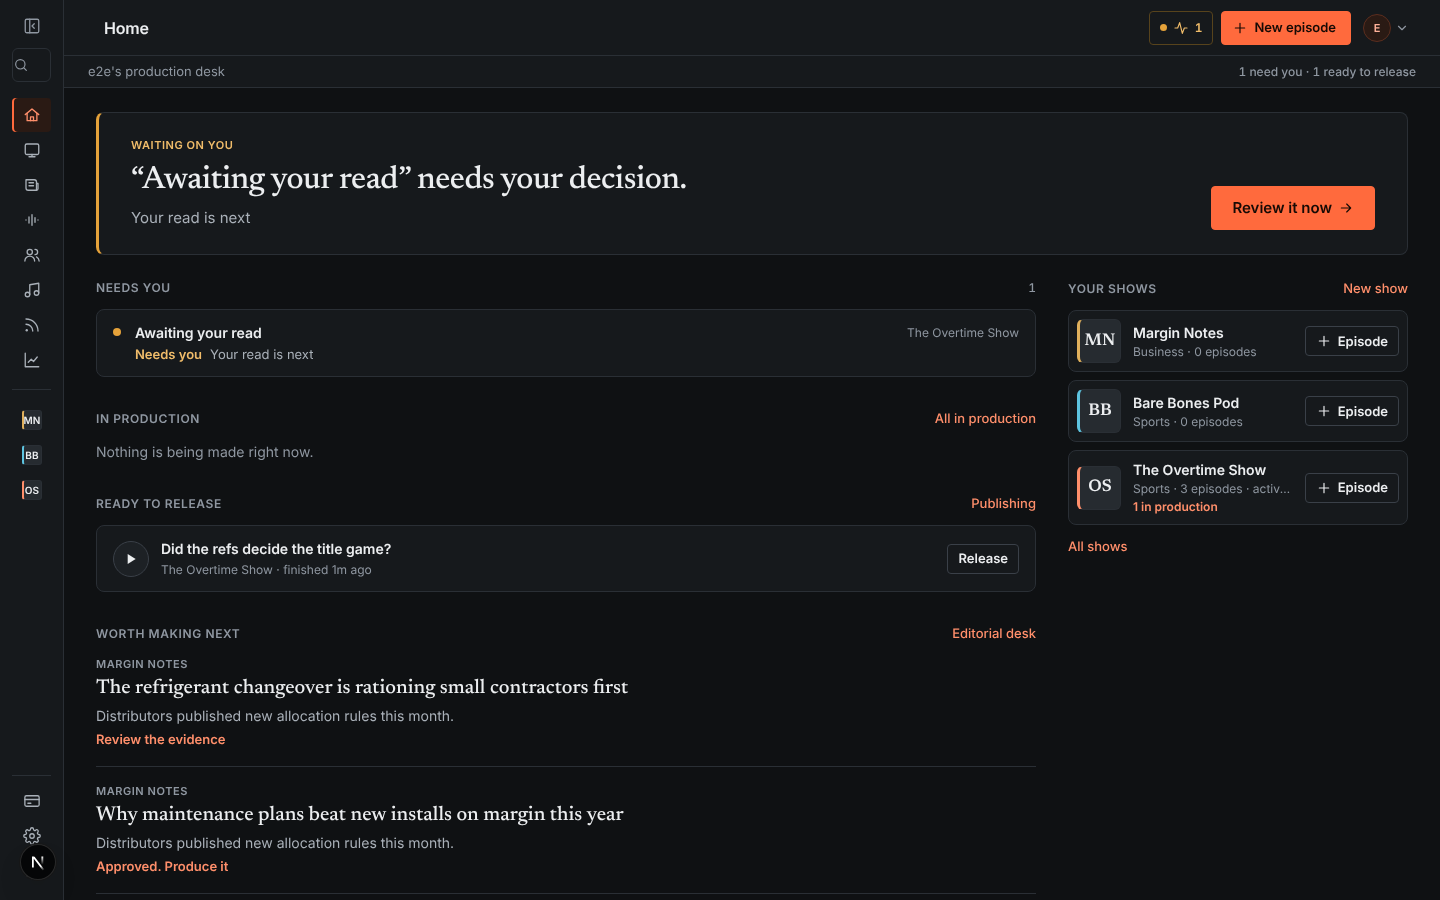 Home
1
New episode
E
e2e's production desk
1 need you · 1 ready to release
WAITING ON YOU
“Awaiting your read” needs your decision.
Your read is next
Review it now →
NEEDS YOU
1
Awaiting your read
The Overtime Show
Needs you Your read is next
IN PRODUCTION
All in production
Nothing is being made right now.
READY TO RELEASE
Publishing
Did the refs decide the title game?
The Overtime Show · finished 1m ago
Release
WORTH MAKING NEXT
Editorial desk
MARGIN NOTES
The refrigerant changeover is rationing small contractors first
Distributors published new allocation rules this month.
Review the evidence
MARGIN NOTES
Why maintenance plans beat new installs on margin this year
Distributors published new allocation rules this month.
Approved. Produce it
YOUR SHOWS
New show
MN
Margin Notes
Business · 0 episodes
+ Episode
BB
Bare Bones Pod
Sports · 0 episodes
+ Episode
OS
The Overtime Show
Sports · 3 episodes · activ…
1 in production
+ Episode
All shows
MN
BB
OS
N